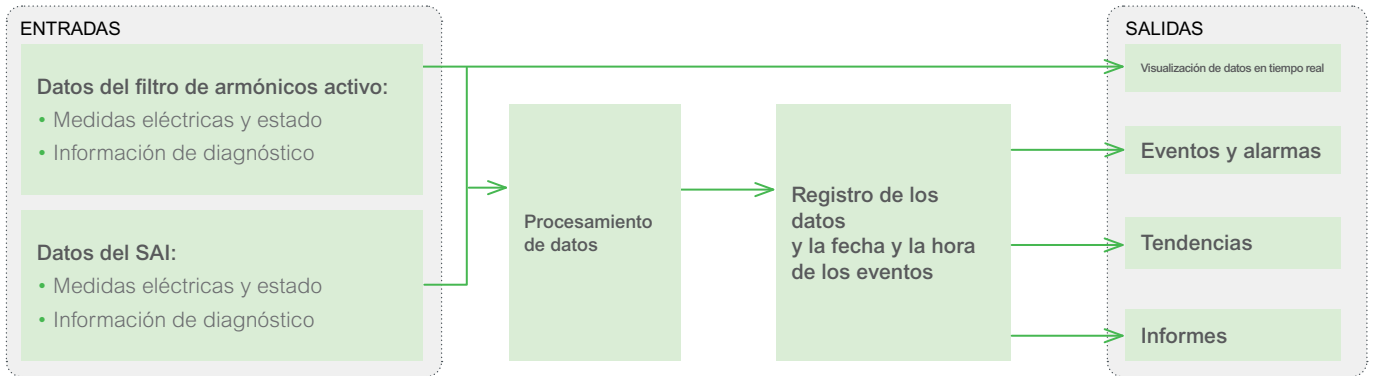 ENTRADAS
Datos del filtro de armónicos activo:
• Medidas eléctricas y estado
• Información de diagnóstico
Datos del SAI:
• Medidas eléctricas y estado
• Información de diagnóstico
Procesamiento
de datos
Registro de los
datos
y la fecha y la hora
de los eventos
SALIDAS
Visualización de datos en tiempo real
Eventos y alarmas
Tendencias
Informes